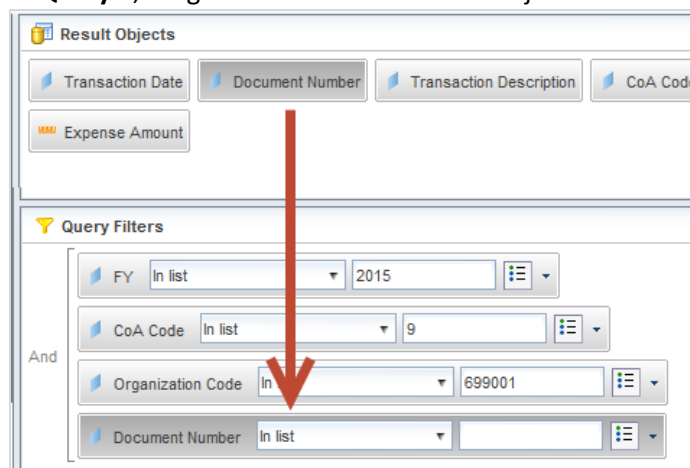 Result Objects
Transaction Date Document Number Transaction Description CoA Code
Expense Amount
Query Filters
FY In list 2015
CoA Code In list 9
And
Organization Code In 699001
Document Number In list